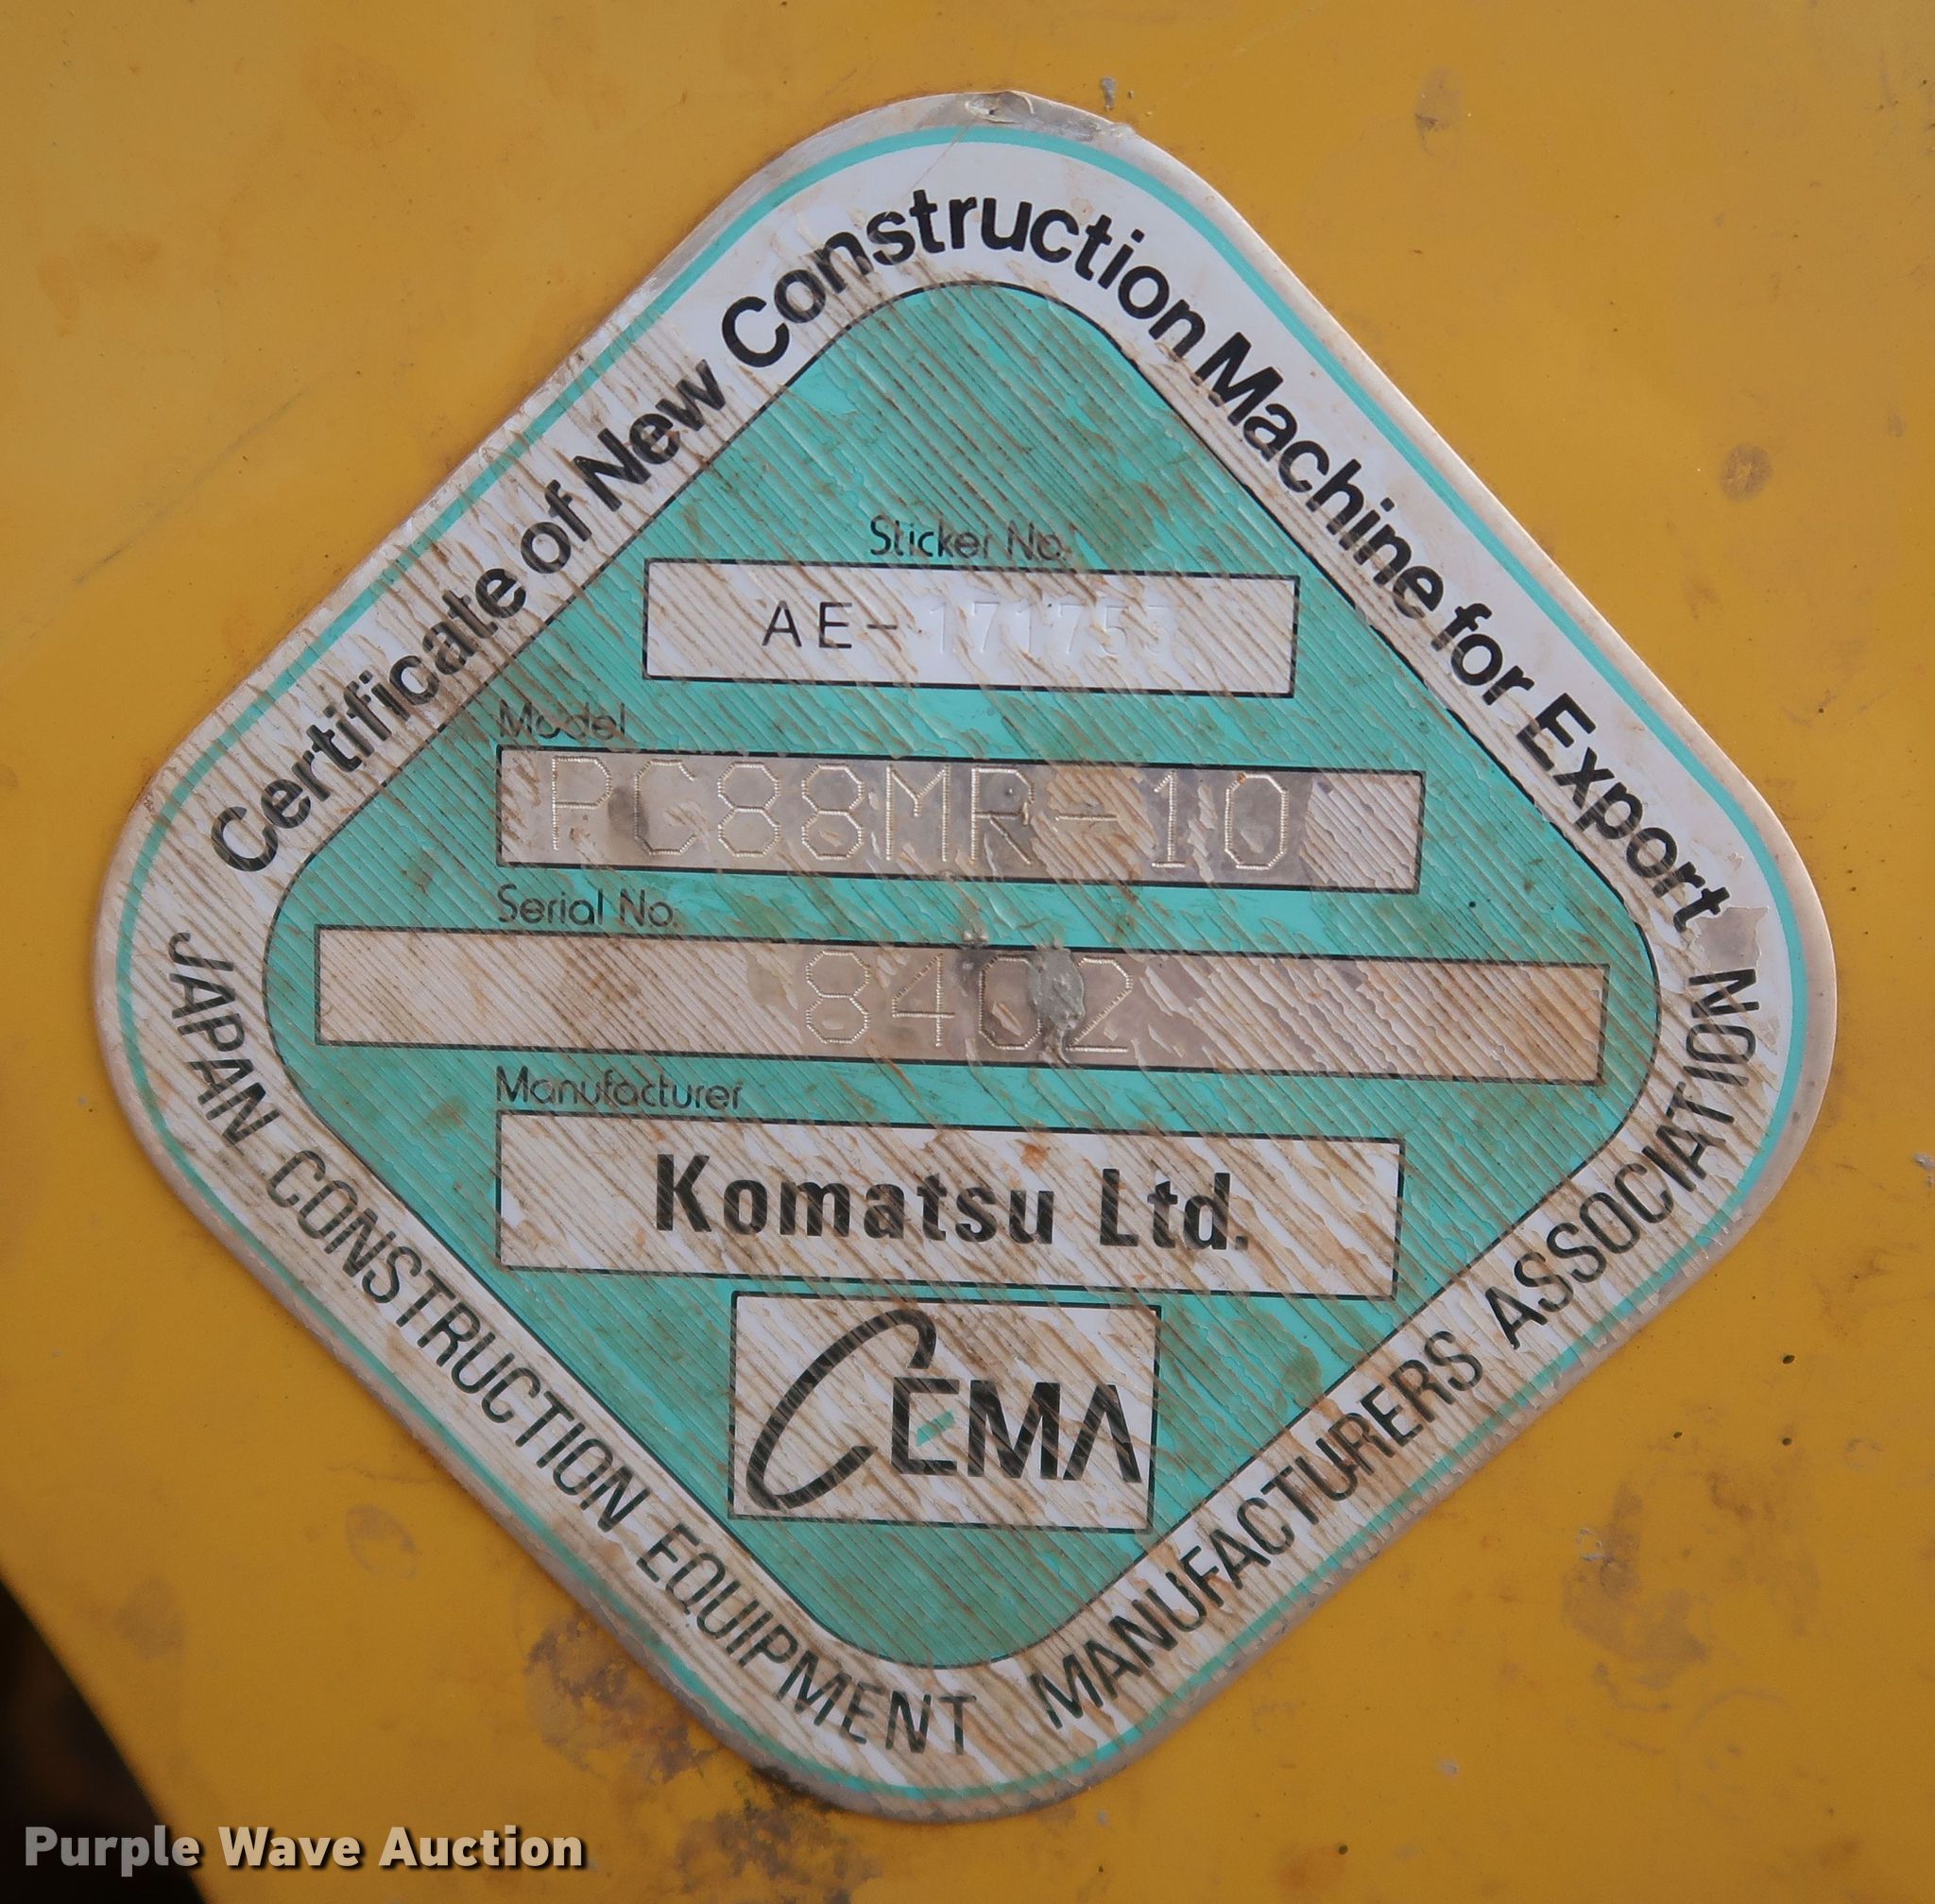 Certificate of New Construction Machine for Export
Sticker No.
AE-171753
Model
PC88MR-10
Serial No.
8402
Manufacturer
Komatsu Ltd.
CEMA
JAPAN CONSTRUCTION EQUIPMENT MANUFACTURERS ASSOCIATION
Purple Wave Auction